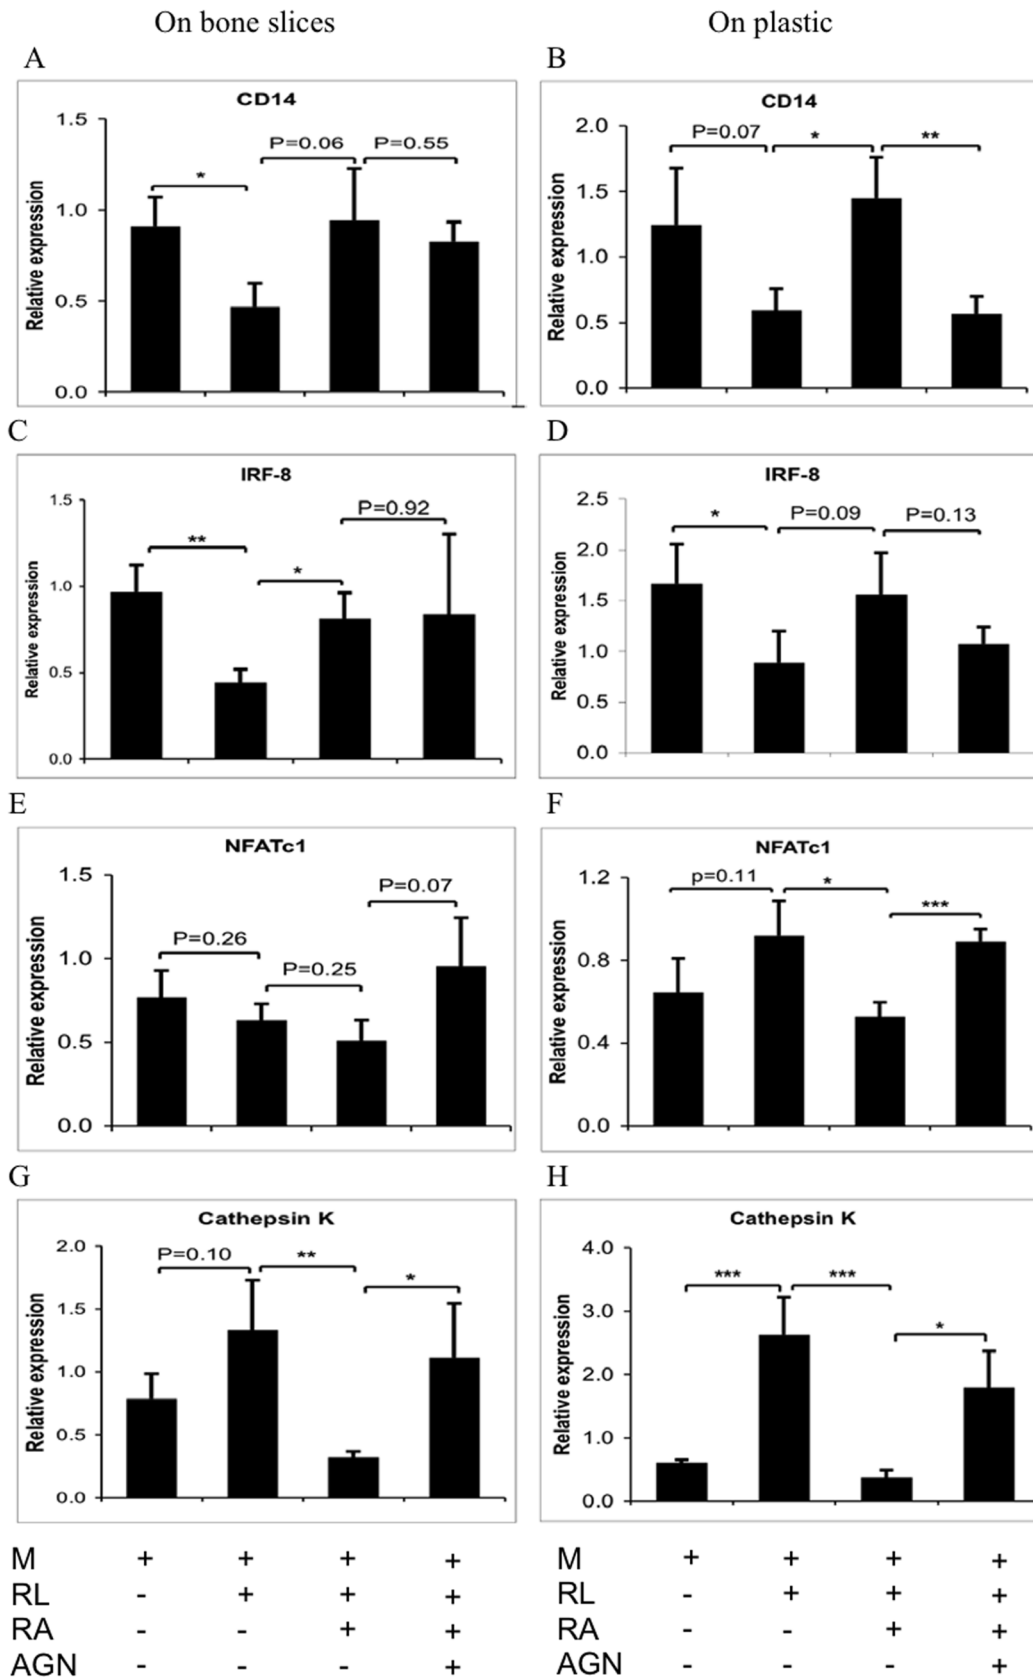 On bone slices On plastic
A B
CD14 CD14
Relative expression
1.5
1.0
0.5
0.0
* P=0.06 P=0.55
Relative expression
2.0
1.5
1.0
0.5
0.0
P=0.07 * **
C D
IRF-8 IRF-8
Relative expression
1.5
1.0
0.5
0.0
** * P=0.92
Relative expression
2.5
2.0
1.5
1.0
0.5
0.0
* P=0.09 P=0.13
E F
NFATc1 NFATc1
Relative expression
1.5
1.0
0.5
0.0
P=0.26 P=0.25 P=0.07
Relative expression
1.2
0.8
0.4
0.0
p=0.11 * ***
G H
Cathepsin K Cathepsin K
Relative expression
2.0
1.5
1.0
0.5
0.0
P=0.10 ** *
Relative expression
4.0
3.0
2.0
1.0
0.0
*** *** *
M + + + + M + + + +
RL - + + + RL - + + +
RA - - + + RA - - + +
AGN - - - + AGN - - - +